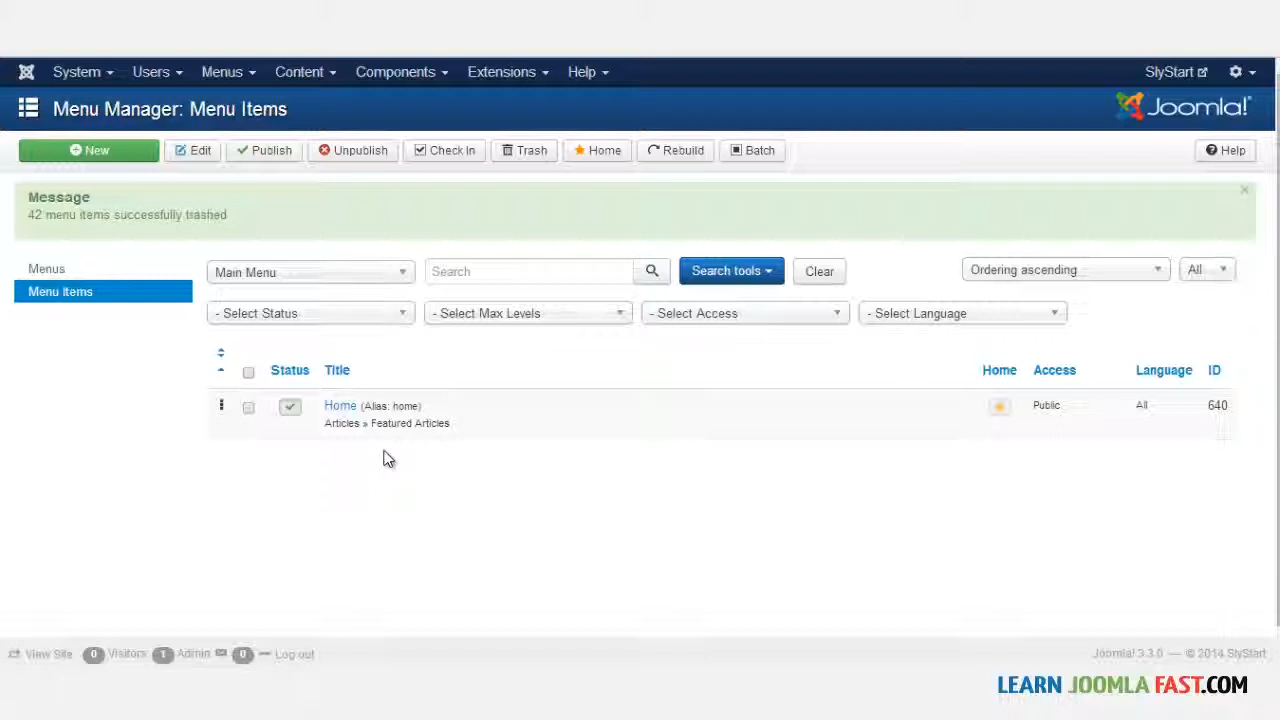 System Users Menus Content Components Extensions Help SlyStart
Menu Manager: Menu Items Joomla!
New Edit Publish Unpublish Check In Trash Home Rebuild Batch Help
Message
42 menu items successfully trashed
Menus
Menu Items
Main Menu Search Search tools Clear Ordering ascending All
- Select Status - Select Max Levels - Select Access - Select Language
Status Title Home Access Language ID
Home (Alias: home) Public All 640
Articles » Featured Articles
View Site 0 Visitors 1 Admin 0 Log out Joomla! 3.3.0 — © 2014 SlyStart
LEARN JOOMLA FAST.COM